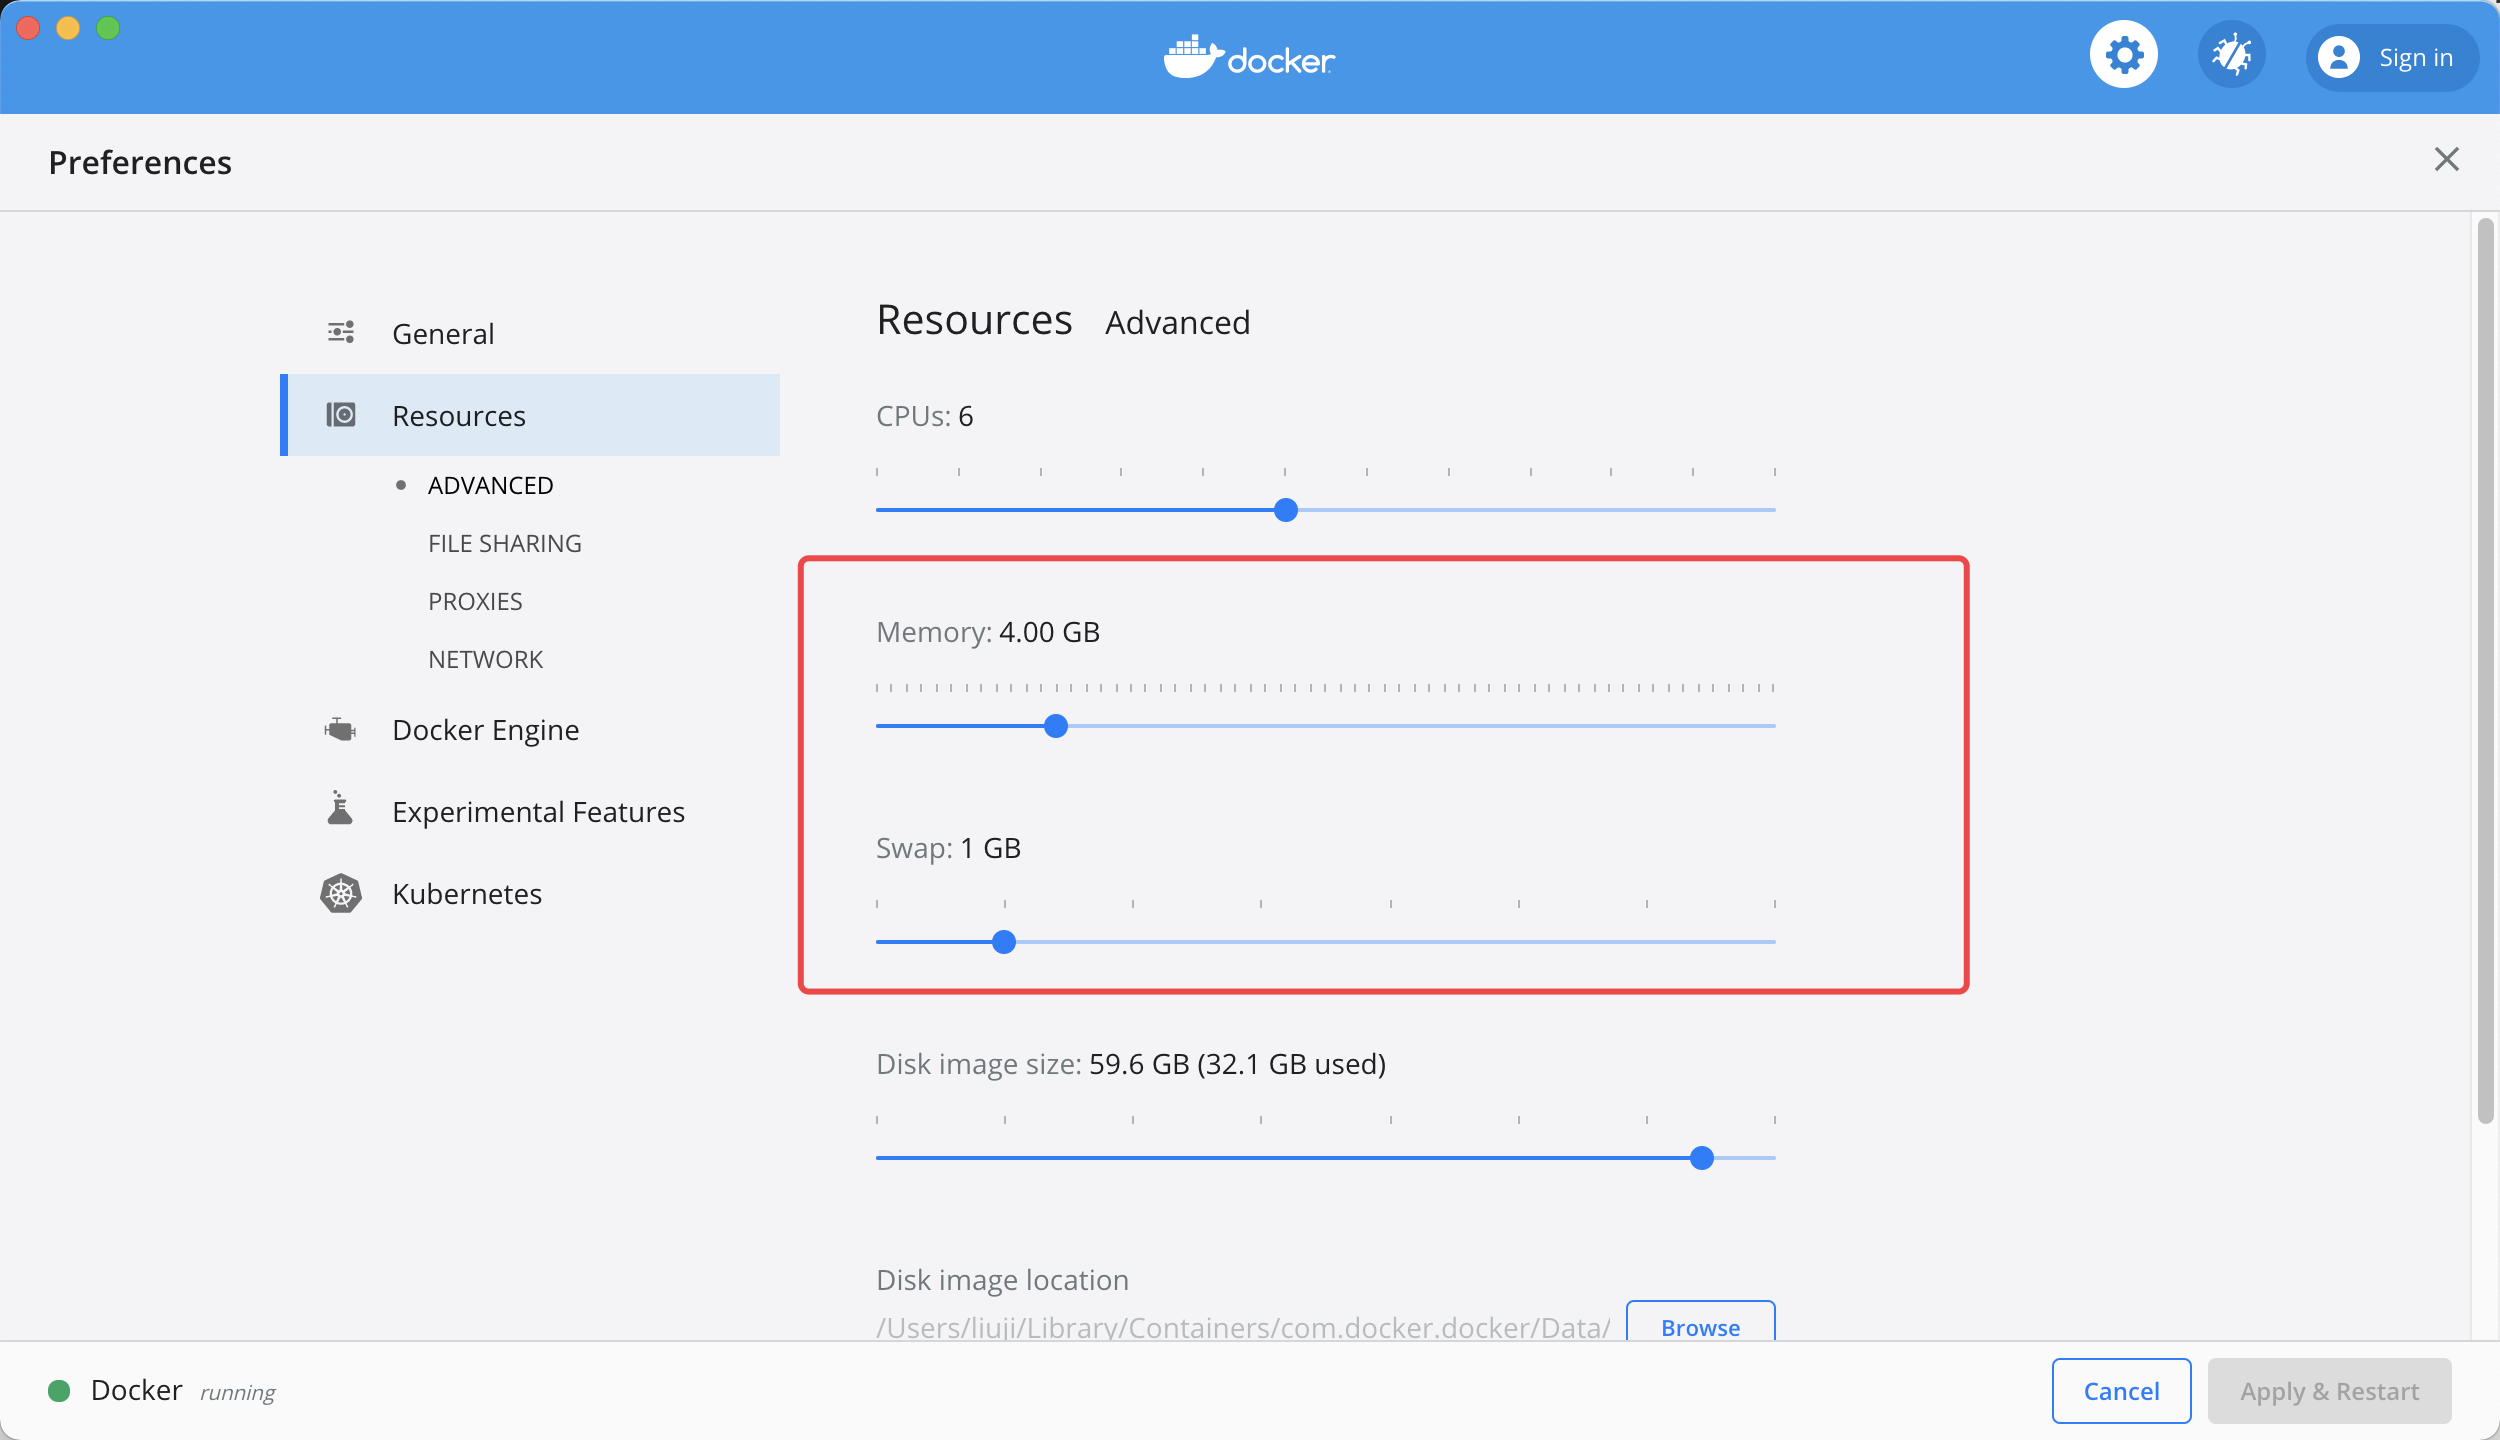 docker
Sign in
Preferences
General
Resources
ADVANCED
FILE SHARING
PROXIES
NETWORK
Docker Engine
Experimental Features
Kubernetes
Resources Advanced
CPUs: 6
Memory: 4.00 GB
Swap: 1 GB
Disk image size: 59.6 GB (32.1 GB used)
Disk image location
/Users/liuji/Library/Containers/com.docker.docker/Data/
Browse
Docker running
Cancel
Apply & Restart